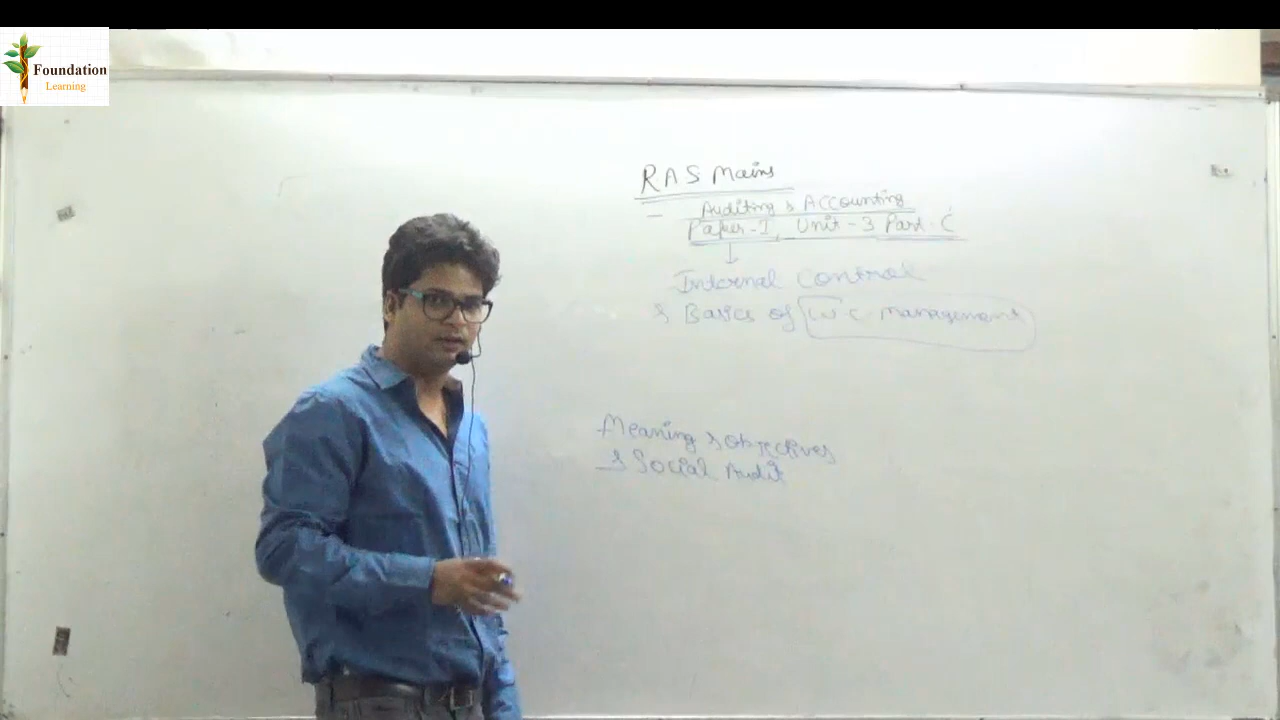 Foundation
Learning
RAS Mains
Auditing & Accounting
Paper-I, Unit-3 Part-C
Internal Control
& Basics of W.C. management
Meaning & objectives
& Social Audit